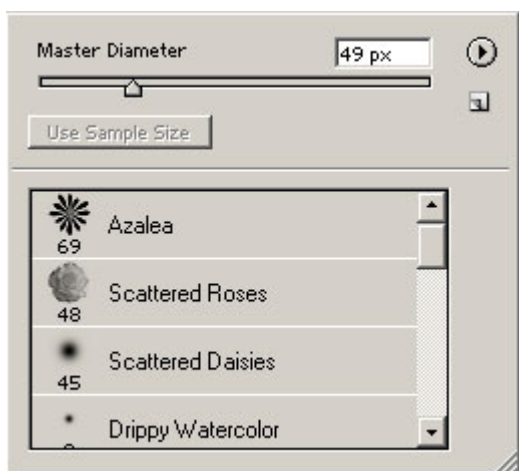 Master Diameter 49 px
Use Sample Size
Azalea
69
Scattered Roses
48
Scattered Daisies
45
Drippy Watercolor